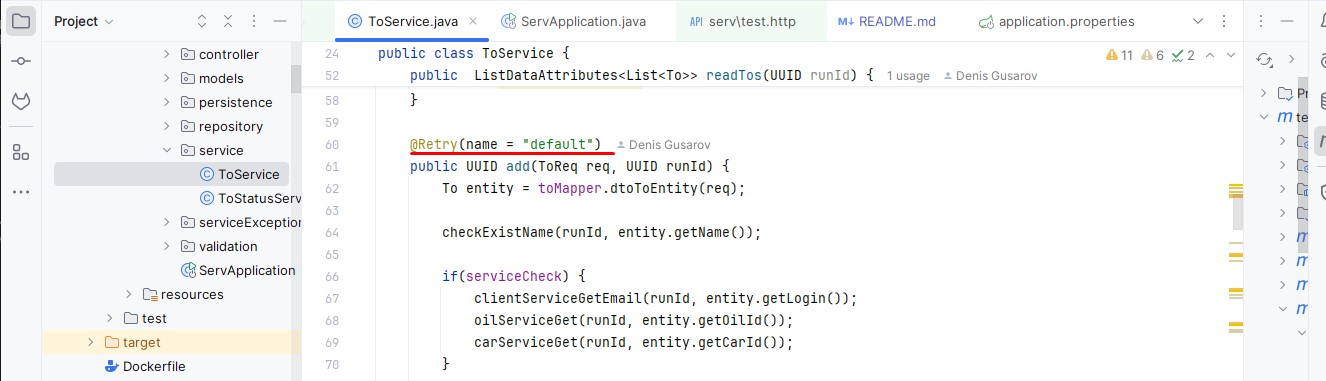 Project
ToService.java
ServApplication.java
API serv\test.http
README.md
application.properties
controller
models
persistence
repository
service
ToService
ToStatusServ
serviceException
validation
ServApplication
resources
test
target
Dockerfile
24 public class ToService {
11 6 2
52 public ListDataAttributes<List<To>> readTos(UUID runId) { 1 usage Denis Gusarov
58 }
59
60 @Retry(name = "default") Denis Gusarov
61 public UUID add(ToReq req, UUID runId) {
62 To entity = toMapper.dtoToEntity(req);
63
64 checkExistName(runId, entity.getName());
65
66 if(serviceCheck) {
67 clientServiceGetEmail(runId, entity.getLogin());
68 oilServiceGet(runId, entity.getOilId());
69 carServiceGet(runId, entity.getCarId());
70 }
Pr
m te
m
m
m
m